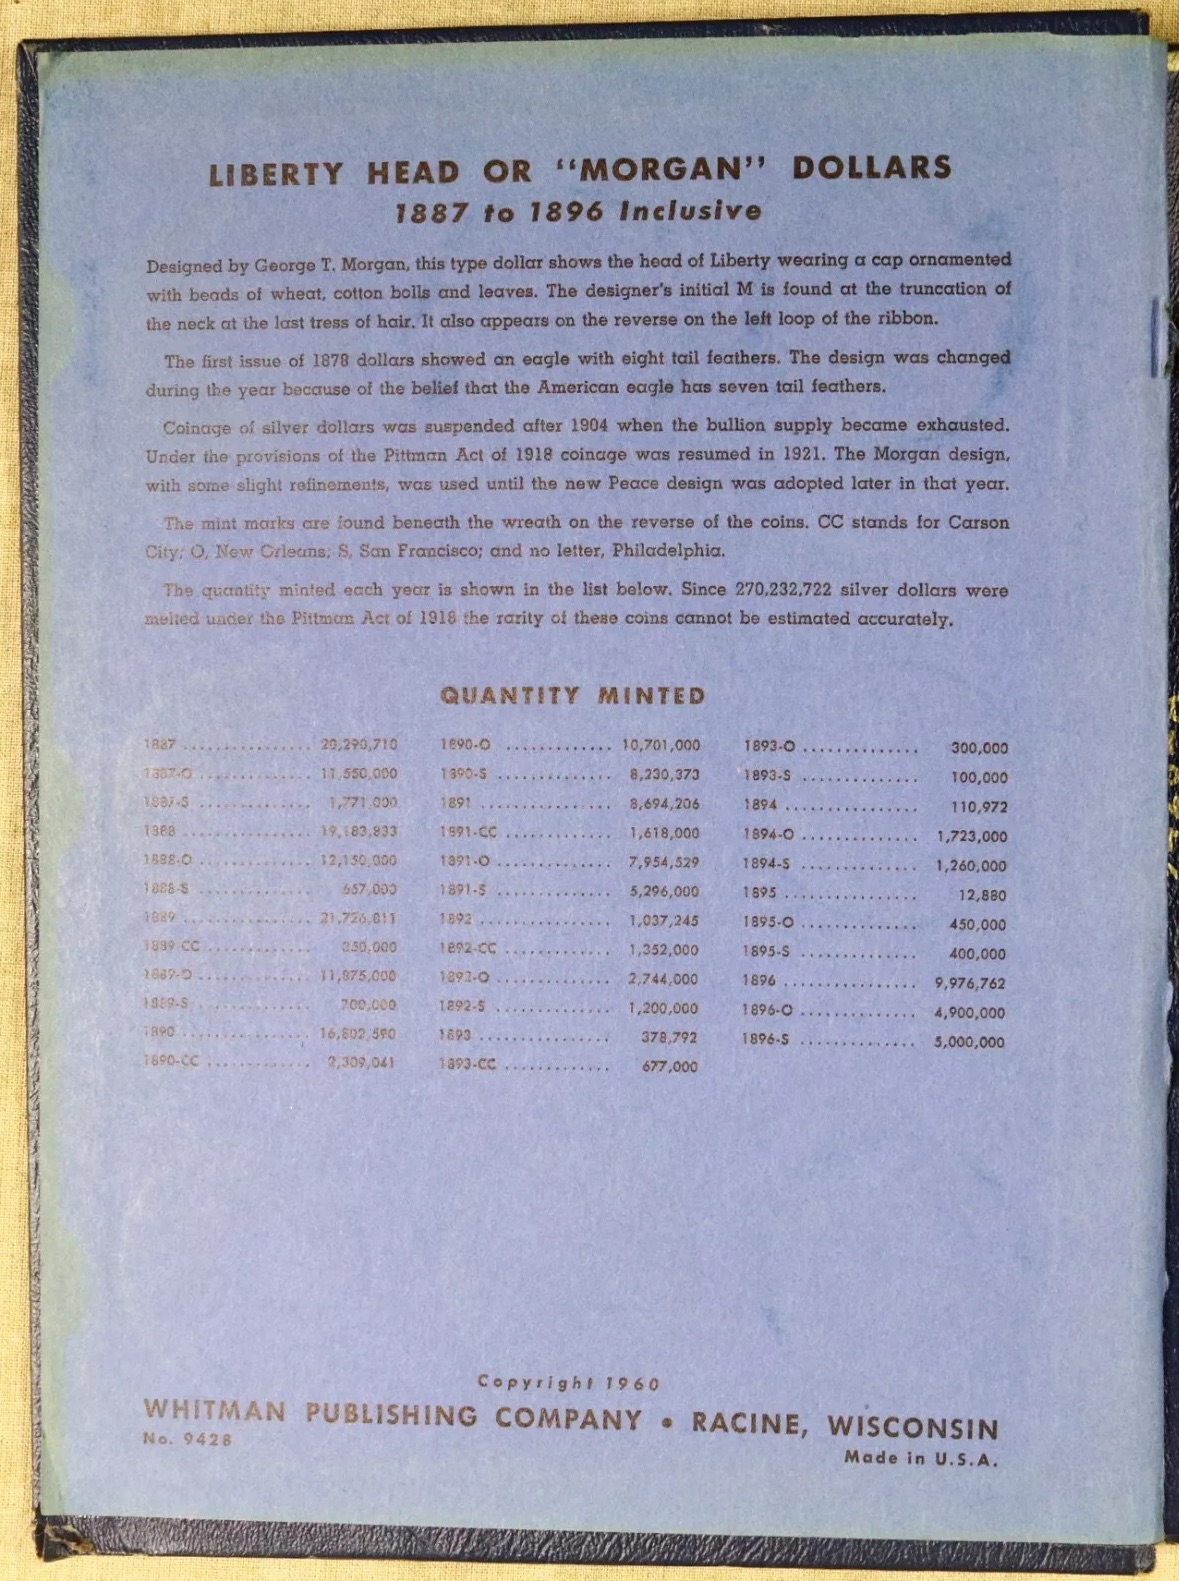 LIBERTY HEAD OR “MORGAN” DOLLARS
1887 to 1896 Inclusive
Designed by George T. Morgan, this type dollar shows the head of Liberty wearing a cap ornamented
with beads of wheat, cotton bolls and leaves. The designer's initial M is found at the truncation of
the neck at the last tress of hair. It also appears on the reverse on the left loop of the ribbon.
The first issue of 1878 dollars showed an eagle with eight tail feathers. The design was changed
during the year because of the belief that the American eagle has seven tail feathers.
Coinage of silver dollars was suspended after 1904 when the bullion supply became exhausted.
Under the provisions of the Pittman Act of 1918 coinage was resumed in 1921. The Morgan design,
with some slight refinements, was used until the new Peace design was adopted later in that year.
The mint marks are found beneath the wreath on the reverse of the coins. CC stands for Carson
City; O, New Orleans; S, San Francisco; and no letter, Philadelphia.
The quantity minted each year is shown in the list below. Since 270,232,722 silver dollars were
melted under the Pittman Act of 1918 the rarity of these coins cannot be estimated accurately.
QUANTITY MINTED
1887 ................ 20,290,710
1887-O ............. 11,550,000
1887-S ............. 1,771,000
1888 ................ 19,183,833
1888-O ............. 12,150,000
1888-S ............. 657,000
1889 ................ 21,726,811
1889-CC ............ 350,000
1889-O ............. 11,875,000
1889-S ............. 700,000
1890 ................ 16,802,590
1890-CC ............ 2,309,041
1890-O ............. 10,701,000
1890-S ............. 8,230,373
1891 ................ 8,694,206
1891-CC ............ 1,618,000
1891-O ............. 7,954,529
1891-S ............. 5,296,000
1892 ................ 1,037,245
1892-CC ............ 1,352,000
1892-O ............. 2,744,000
1892-S ............. 1,200,000
1893 ................ 378,792
1893-CC ............ 677,000
1893-O ............. 300,000
1893-S ............. 100,000
1894 ................ 110,972
1894-O ............. 1,723,000
1894-S ............. 1,260,000
1895 ................ 12,880
1895-O ............. 450,000
1895-S ............. 400,000
1896 ................ 9,976,762
1896-O ............. 4,900,000
1896-S ............. 5,000,000
Copyright 1960
WHITMAN PUBLISHING COMPANY • RACINE, WISCONSIN
No. 9428
Made in U.S.A.